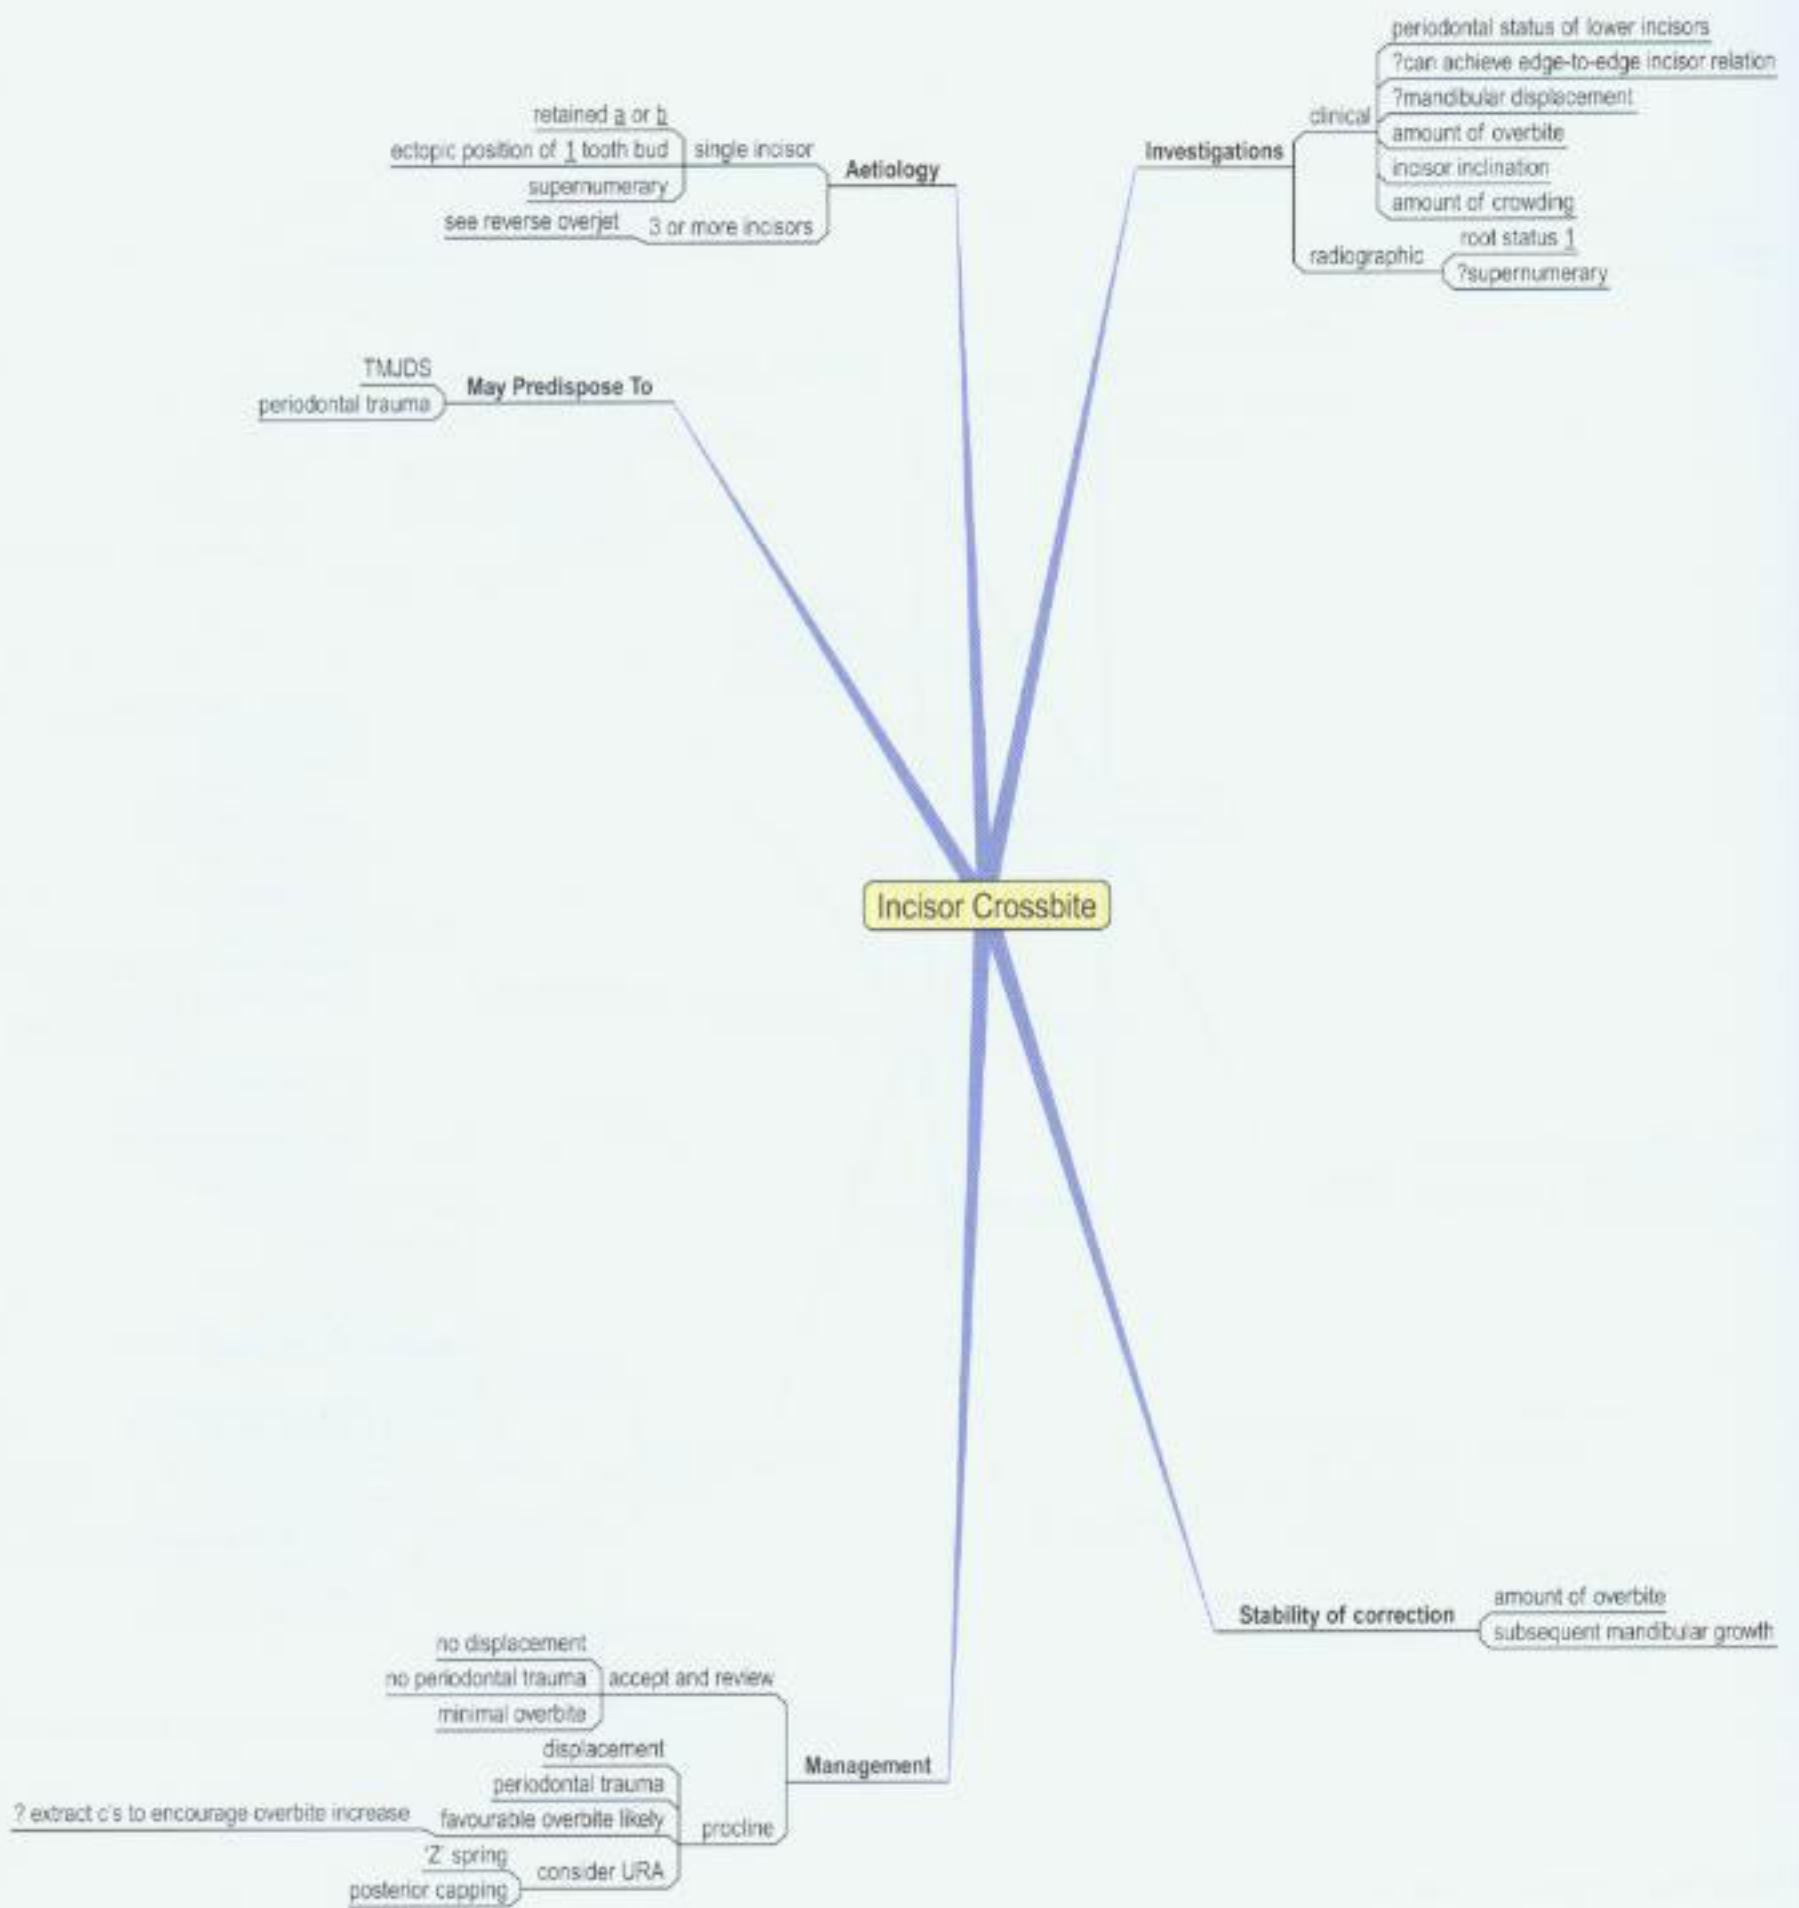 periodontal status of lower incisors
?can achieve edge-to-edge incisor relation
?mandibular displacement
clinical
amount of overbite
incisor inclination
amount of crowding
Investigations
root status 1
radiographic
?supernumerary
retained a or b
ectopic position of 1 tooth bud
single incisor
supernumerary
Aetiology
see reverse overjet
3 or more incisors
TMJDS
May Predispose To
periodontal trauma
Incisor Crossbite
amount of overbite
Stability of correction
subsequent mandibular growth
no displacement
no periodontal trauma
accept and review
minimal overbite
displacement
Management
periodontal trauma
? extract c's to encourage overbite increase
favourable overbite likely
procline
'Z' spring
consider URA
posterior capping